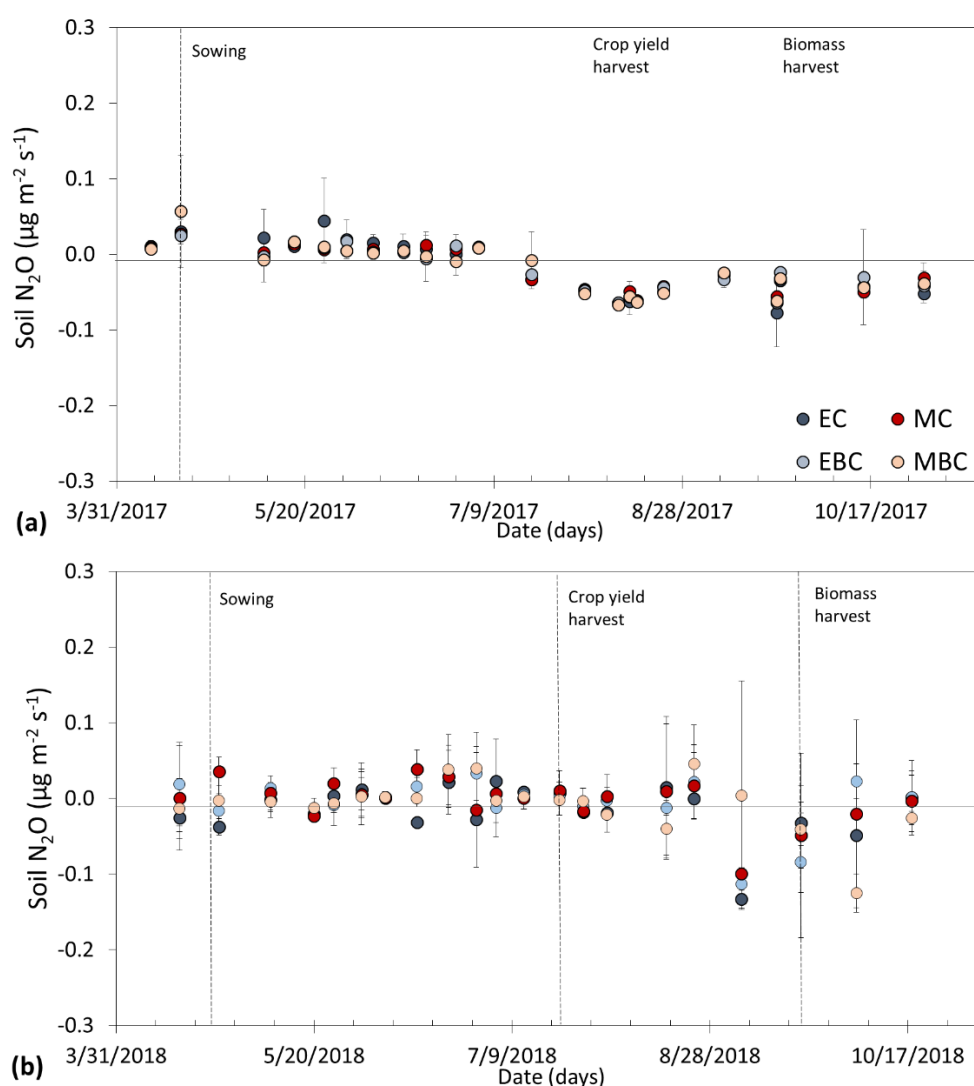 0.3
Sowing
Crop yield
harvest
Biomass
harvest
0.2
0.1
0.0
-0.1
-0.2
-0.3
Soil N₂O (µg m⁻² s⁻¹)
EC MC
EBC MBC
3/31/2017 5/20/2017 7/9/2017 8/28/2017 10/17/2017
(a)
Date (days)
0.3
Sowing
Crop yield
harvest
Biomass
harvest
0.2
0.1
0.0
-0.1
-0.2
-0.3
Soil N₂O (µg m⁻² s⁻¹)
3/31/2018 5/20/2018 7/9/2018 8/28/2018 10/17/2018
(b)
Date (days)